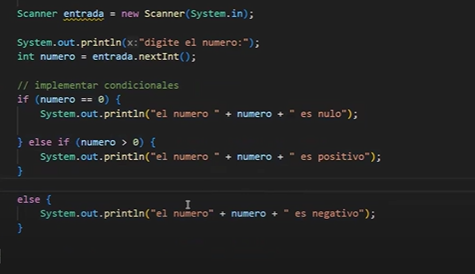 Scanner entrada = new Scanner(System.in);
System.out.println(x:"digite el numero:");
int numero = entrada.nextInt();
// implementar condicionales
if (numero == 0) {
System.out.println("el numero " + numero + " es nulo");
} else if (numero > 0) {
System.out.println("el numero " + numero + " es positivo");
}
else {
System.out.println("el numero" + numero + " es negativo");
}